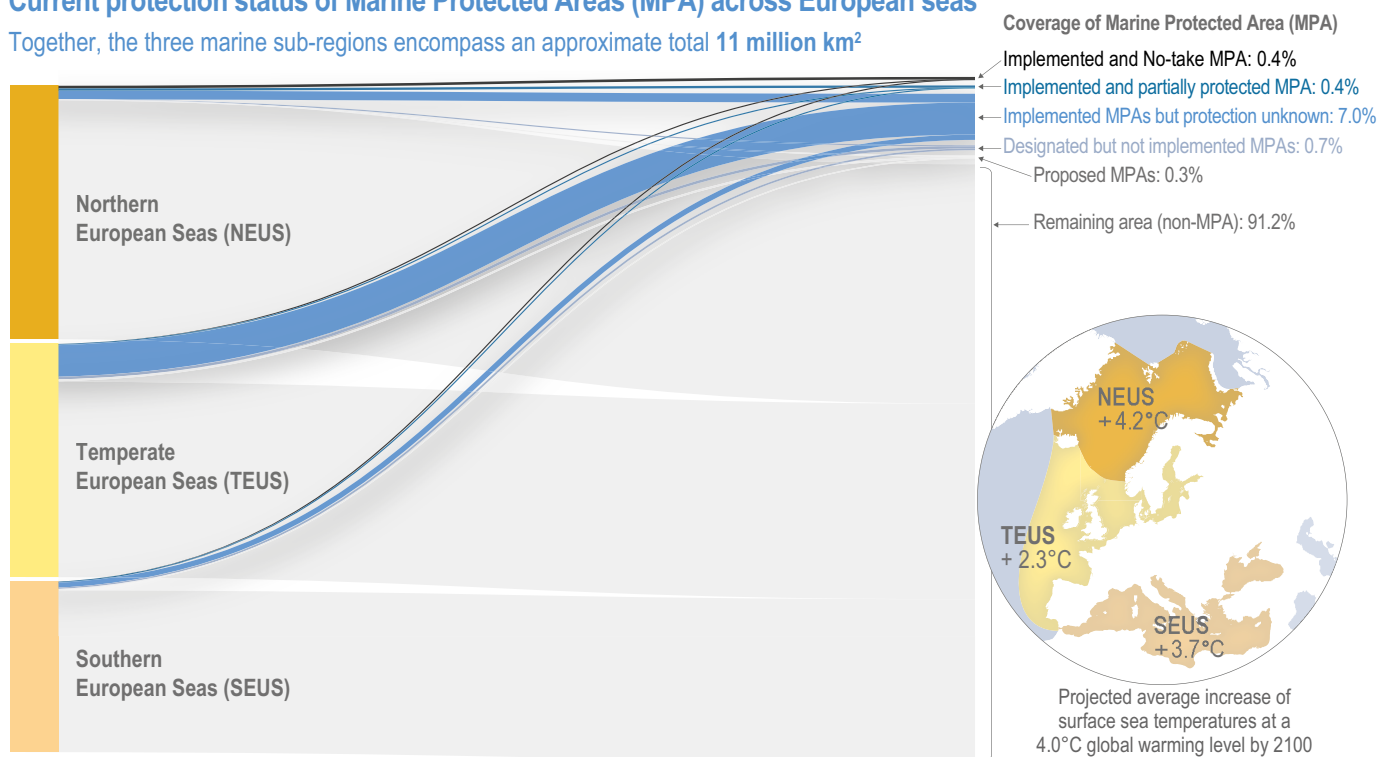 Current protection status of Marine Protected Areas (MPA) across European seas
Together, the three marine sub-regions encompass an approximate total 11 million km²
Coverage of Marine Protected Area (MPA)
Implemented and No-take MPA: 0.4%
Implemented and partially protected MPA: 0.4%
Implemented MPAs but protection unknown: 7.0%
Designated but not implemented MPAs: 0.7%
Proposed MPAs: 0.3%
Remaining area (non-MPA): 91.2%
Northern
European Seas (NEUS)
Temperate
European Seas (TEUS)
Southern
European Seas (SEUS)
NEUS
+ 4.2°C
TEUS
+ 2.3°C
SEUS
+ 3.7°C
Projected average increase of
surface sea temperatures at a
4.0°C global warming level by 2100